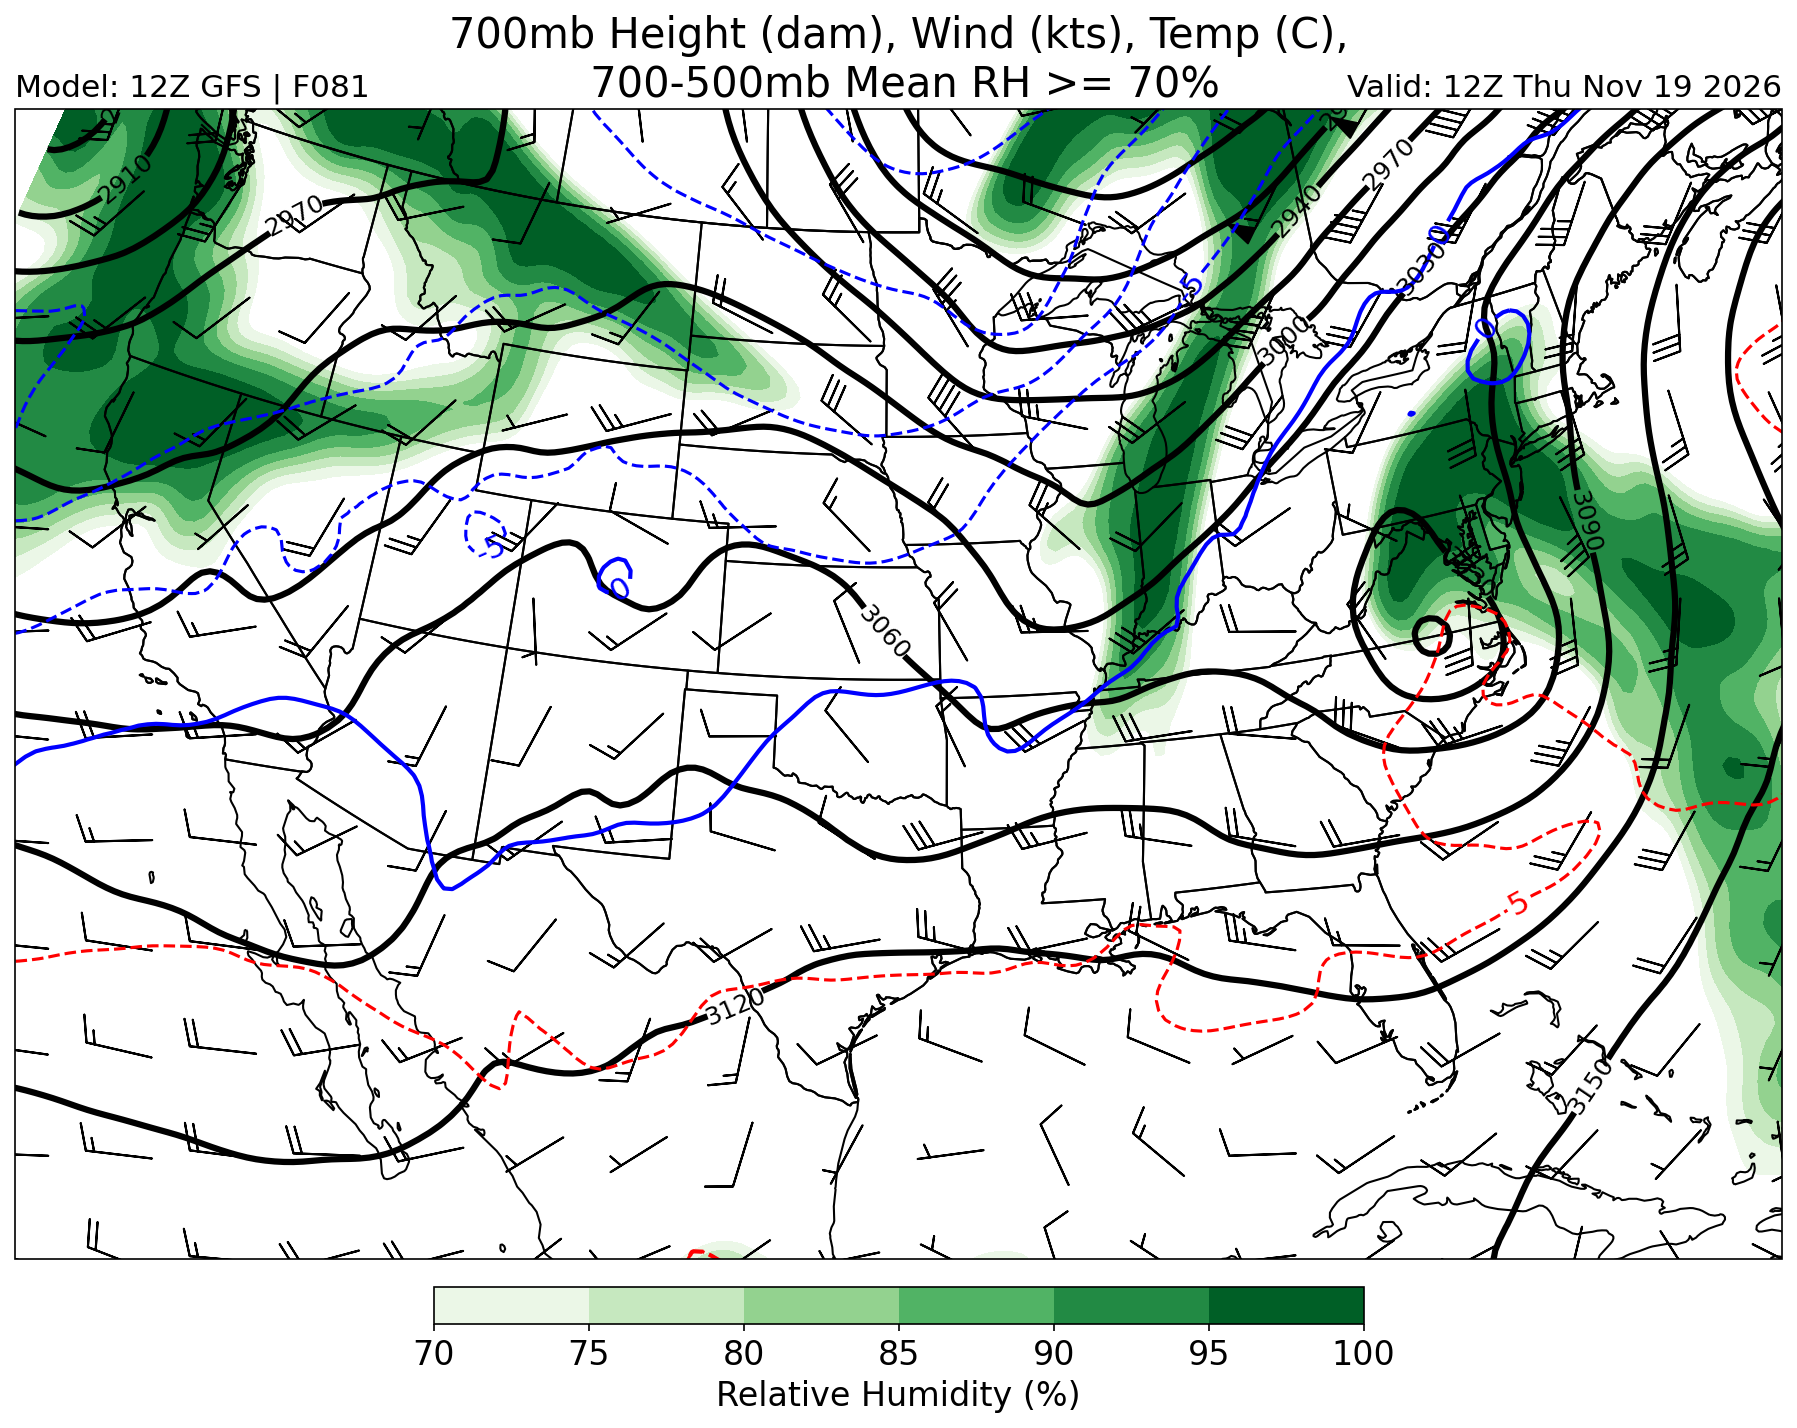 700mb Height (dam), Wind (kts), Temp (C),
700-500mb Mean RH >= 70%
Model: 12Z GFS | F081
Valid: 12Z Thu Nov 19 2026
2910
2970
2970
2940
3000
3030
0
-5
0
3090
-5
0
3060
5
3120
3150
70 75 80 85 90 95 100
Relative Humidity (%)